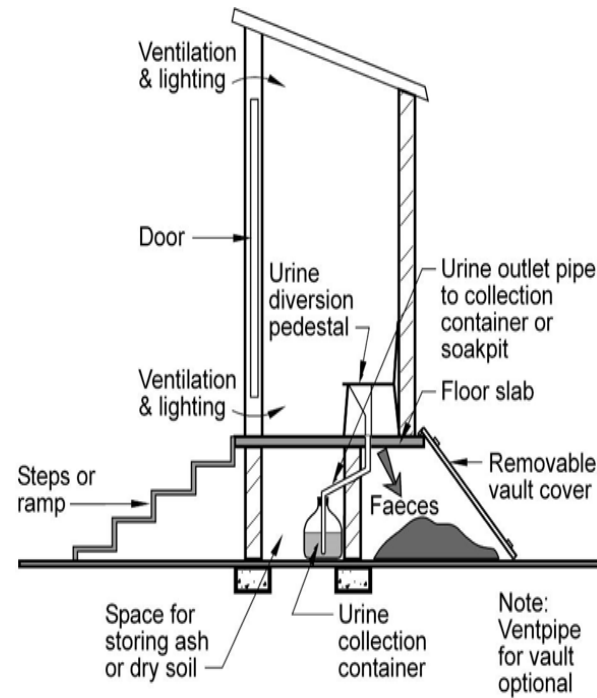 Ventilation
& lighting
Door
Urine
diversion
pedestal
Urine outlet pipe
to collection
container or
soakpit
Ventilation
& lighting
Floor slab
Steps or
ramp
Removable
vault cover
Faeces
Space for
storing ash
or dry soil
Urine
collection
container
Note:
Ventpipe
for vault
optional